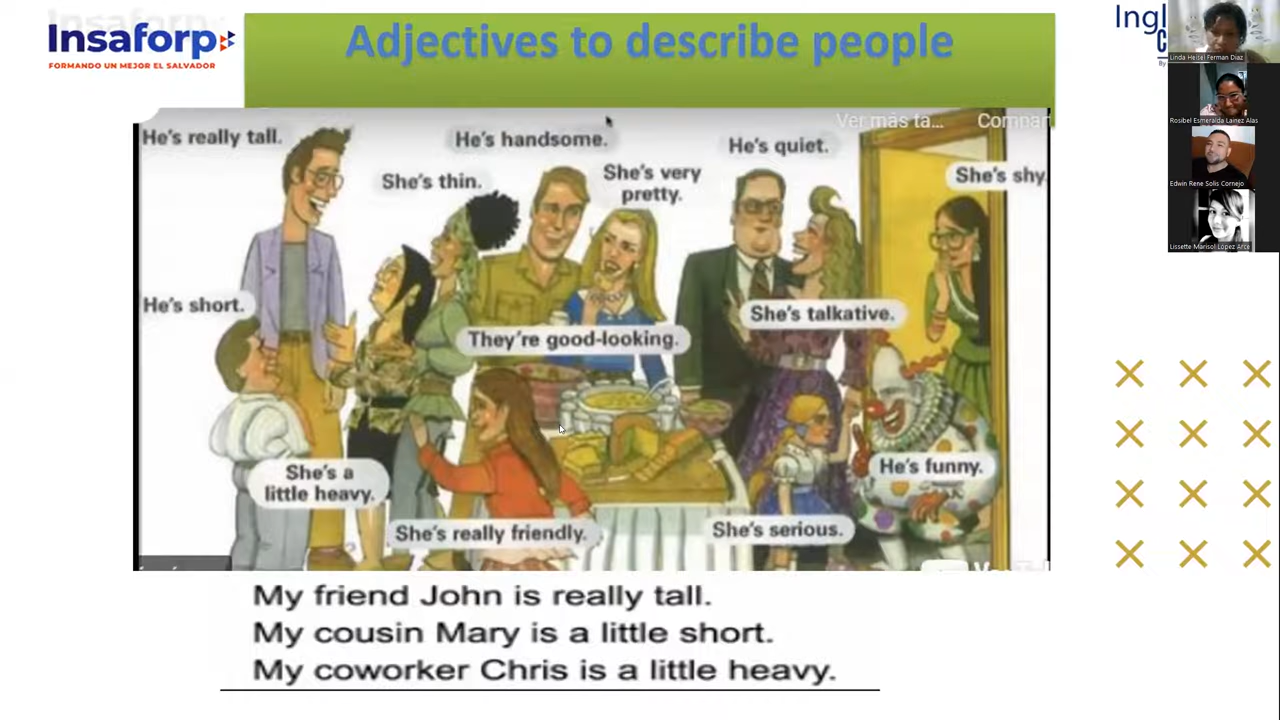 Insaforp
FORMANDO UN MEJOR EL SALVADOR
Adjectives to describe people
Ingl
C
By
Linda Heisel Ferman Diaz
Rosibel Esmeralda Lainez Alas
Edwin Rene Solis Cornejo
Lissette Marisol López Arce
Ver más ta...
He's really tall.
He's handsome.
He's quiet.
She's thin.
She's very
pretty.
She's shy.
He's short.
They're good-looking.
She's talkative.
She's a
little heavy.
He's funny.
She's really friendly.
She's serious.
My friend John is really tall.
My cousin Mary is a little short.
My coworker Chris is a little heavy.